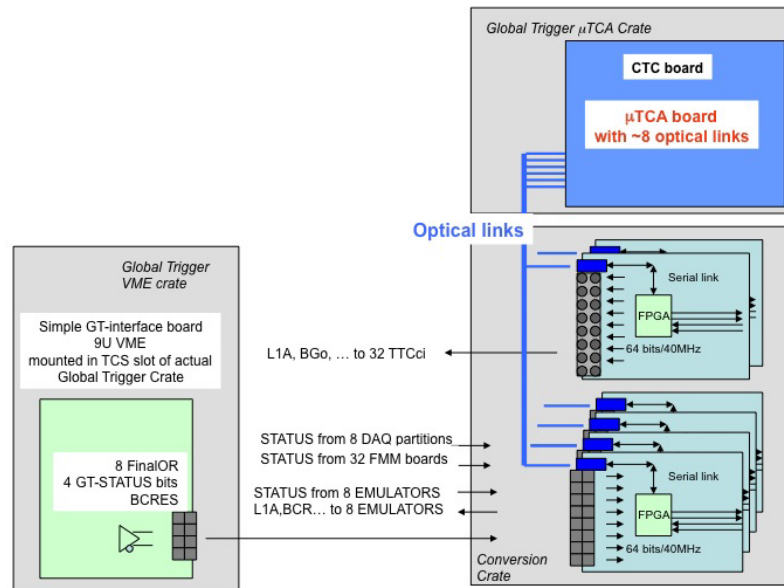 Global Trigger μTCA Crate
CTC board
μTCA board
with ~8 optical links
Optical links
Global Trigger
VME crate
Simple GT-interface board
9U VME
mounted in TCS slot of actual
Global Trigger Crate
8 FinalOR
4 GT-STATUS bits
BCRES
L1A, BGo, … to 32 TTCci
Serial link
FPGA
64 bits/40MHz
STATUS from 8 DAQ partitions
STATUS from 32 FMM boards
STATUS from 8 EMULATORS
L1A,BCR… to 8 EMULATORS
Serial link
FPGA
64 bits/40MHz
Conversion
Crate